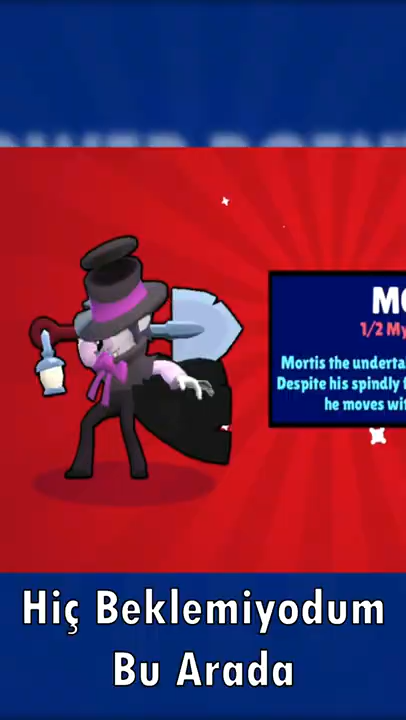 MO
1/2 My
Mortis the underta
Despite his spindly
he moves wit
Hiç Beklemiyodum
Bu Arada